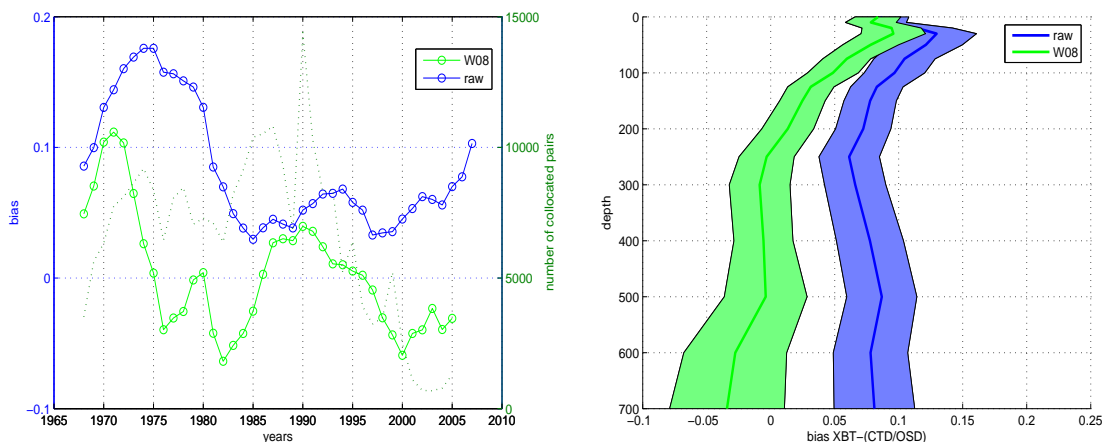 0.2
0.1
0
−0.1
bias
15000
10000
5000
0
number of collocated pairs
W08
raw
1965 1970 1975 1980 1985 1990 1995 2000 2005 2010
years
0
100
200
300
400
500
600
700
depth
raw
W08
−0.1 −0.05 0 0.05 0.1 0.15 0.2 0.25
bias XBT−(CTD/OSD)